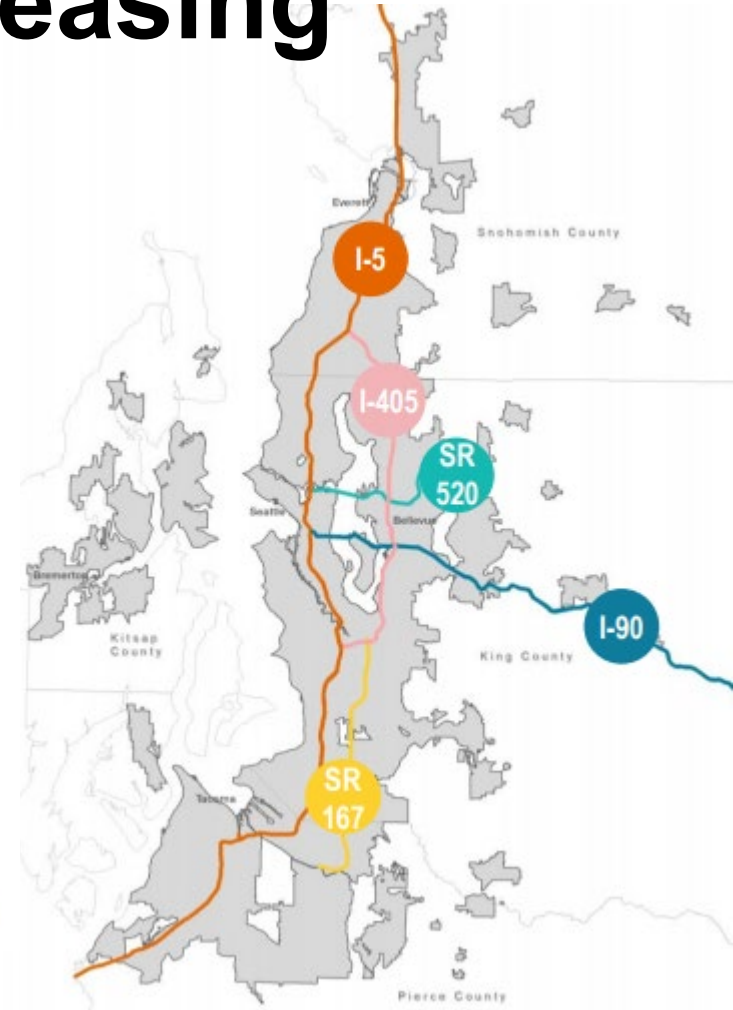 easing
Everett
Snohomish County
I-5
I-405
SR
520
Seattle
Bellevue
Bremerton
I-90
Kitsap
County
King County
SR
167
Tacoma
Pierce County